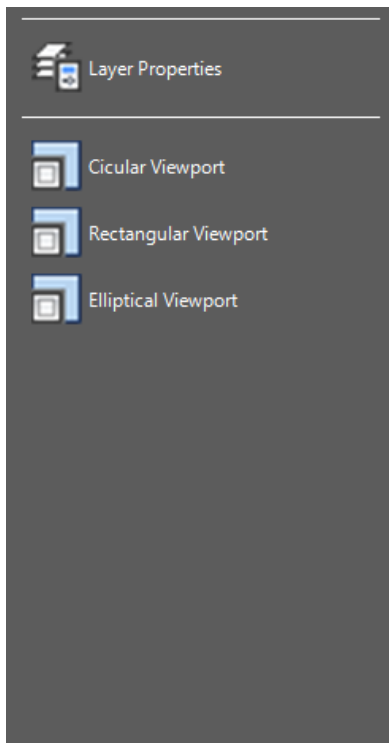 Layer Properties
Cicular Viewport
Rectangular Viewport
Elliptical Viewport